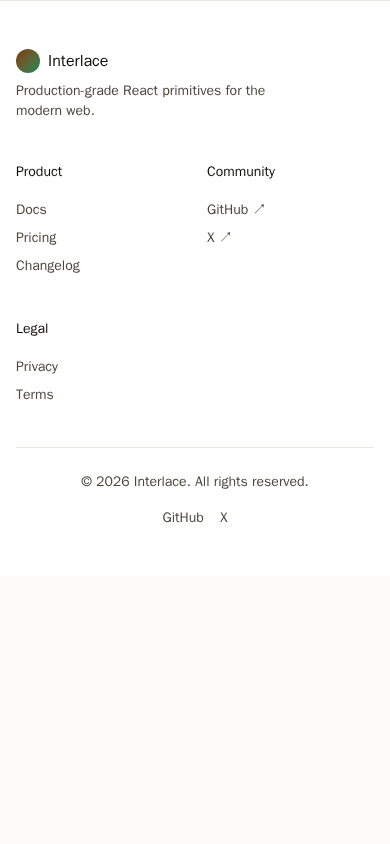 Interlace
Production-grade React primitives for the
modern web.
Product
Docs
Pricing
Changelog
Community
GitHub ↗
X ↗
Legal
Privacy
Terms
© 2026 Interlace. All rights reserved.
GitHub X